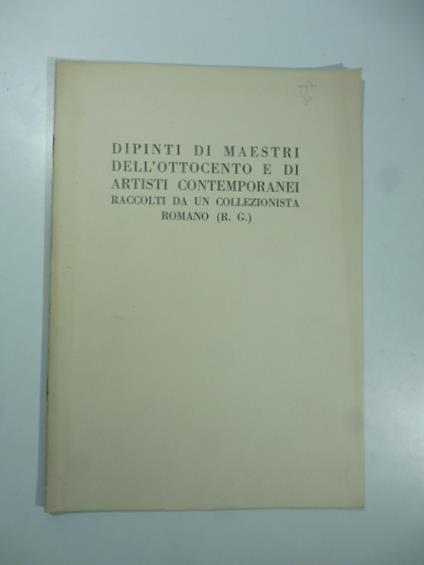 DIPINTI DI MAESTRI
DELL'OTTOCENTO E DI
ARTISTI CONTEMPORANEI
RACCOLTI DA UN COLLEZIONISTA
ROMANO (R. G.)